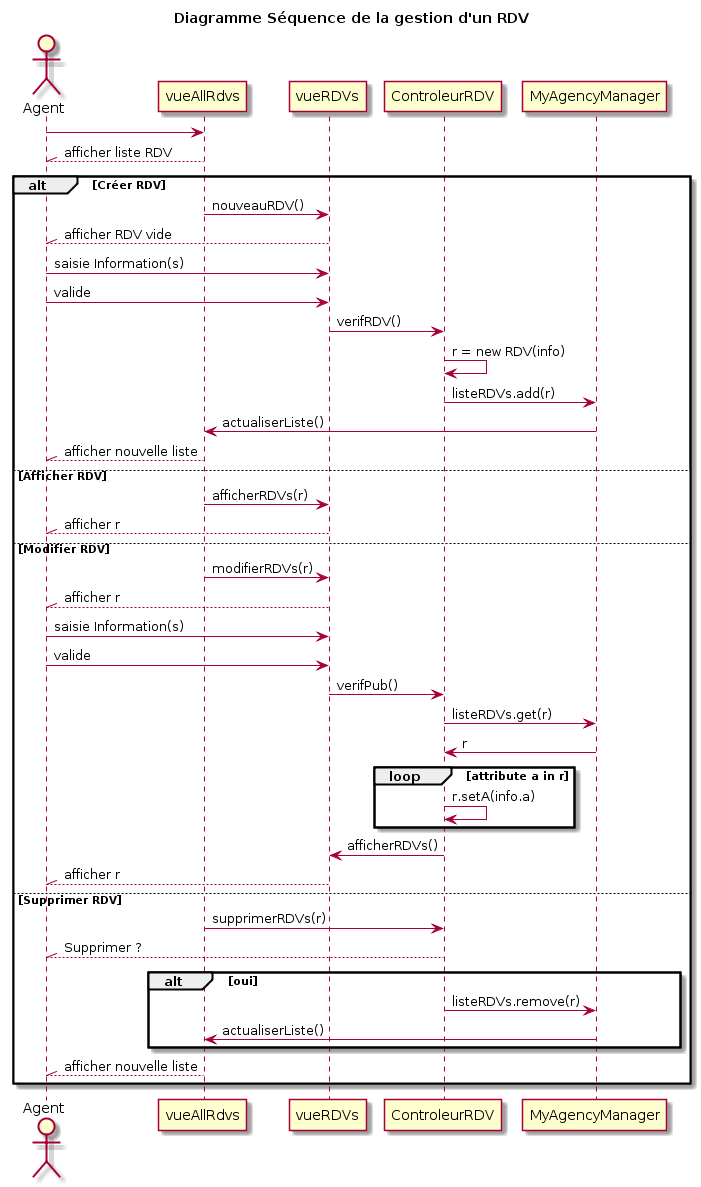 Diagramme Séquence de la gestion d'un RDV
Agent
vueAllRdvs
vueRDVs
ControleurRDV
MyAgencyManager
afficher liste RDV
alt
[Créer RDV]
nouveauRDV()
afficher RDV vide
saisie Information(s)
valide
verifRDV()
r = new RDV(info)
listeRDVs.add(r)
actualiserListe()
afficher nouvelle liste
[Afficher RDV]
afficherRDVs(r)
afficher r
[Modifier RDV]
modifierRDVs(r)
afficher r
saisie Information(s)
valide
verifPub()
listeRDVs.get(r)
r
loop
[attribute a in r]
r.setA(info.a)
afficherRDVs()
afficher r
[Supprimer RDV]
supprimerRDVs(r)
Supprimer ?
alt
[oui]
listeRDVs.remove(r)
actualiserListe()
afficher nouvelle liste
Agent
vueAllRdvs
vueRDVs
ControleurRDV
MyAgencyManager